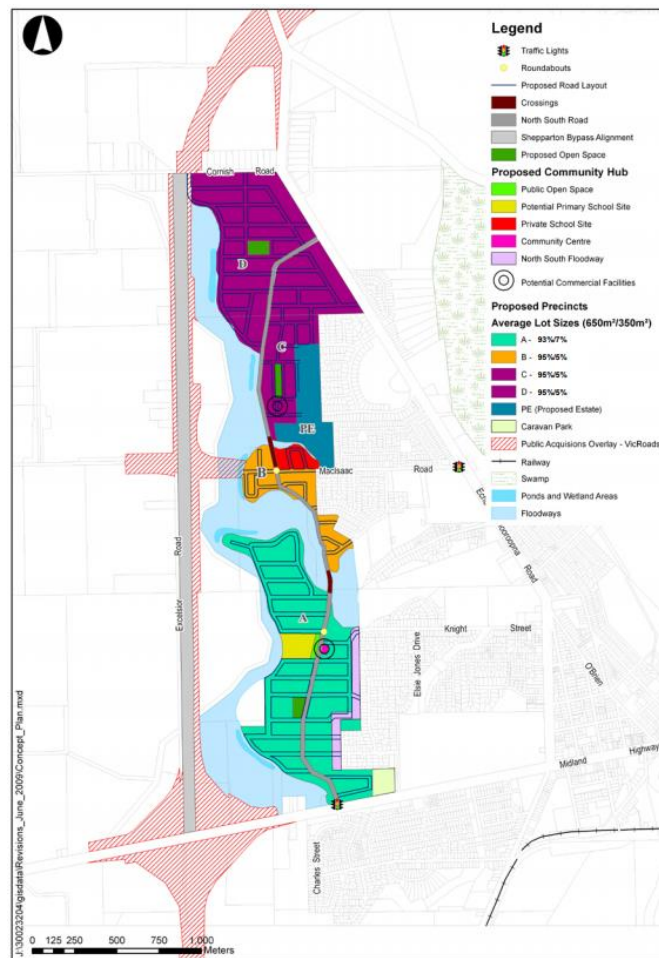 Legend
Traffic Lights
Roundabouts
Proposed Road Layout
Crossings
North South Road
Shepparton Bypass Alignment
Proposed Open Space
Proposed Community Hub
Public Open Space
Potential Primary School Site
Private School Site
Community Centre
North South Floodway
Potential Commercial Facilities
Proposed Precincts
Average Lot Sizes (650m²/350m²)
A - 93%/7%
B - 95%/5%
C - 95%/5%
D - 95%/5%
PE (Proposed Estate)
Caravan Park
Public Acquisions Overlay - VicRoads
Railway
Swamp
Ponds and Wetland Areas
Floodways
Cornish Road
D
C
PE
B
MacIsaac Road
Excelsior Road
A
Elsie Jones Drive
Knight Street
Road
O'Brien
Midland Highway
Charles Street
J:\30023204\gisdata\Revisions_June_2009\Concept_Plan.mxd
0 125 250 500 750 1,000
Meters